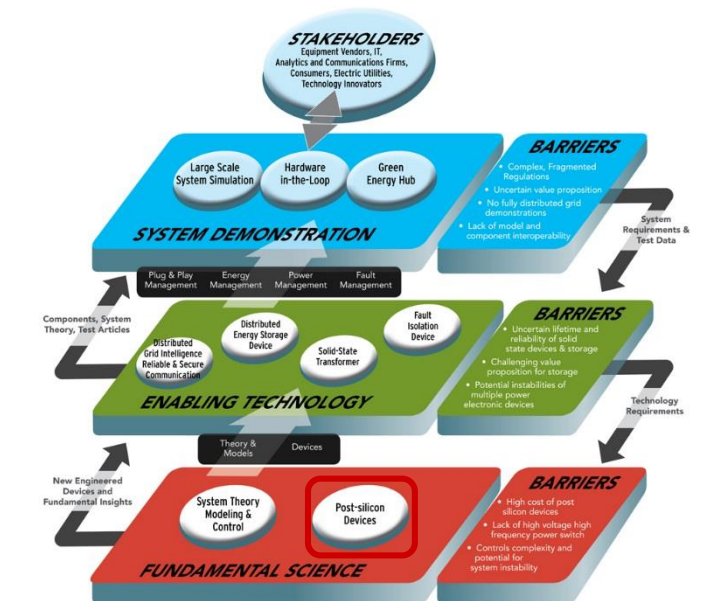 STAKEHOLDERS
Equipment Vendors, IT,
Analytics and Communications Firms,
Consumers, Electric Utilities,
Technology Innovators
Large Scale
System Simulation
Hardware
in-the-Loop
Green
Energy Hub
SYSTEM DEMONSTRATION
BARRIERS
• Complex, Fragmented
Regulations
• Uncertain value proposition
• No fully distributed grid
demonstrations
• Lack of model and
component interoperability
System
Requirements &
Test Data
Plug & Play
Management
Energy
Management
Power
Management
Fault
Management
Components, System
Theory, Test Articles
Distributed
Grid Intelligence
Reliable & Secure
Communication
Distributed
Energy Storage
Device
Solid-State
Transformer
Fault
Isolation
Device
ENABLING TECHNOLOGY
BARRIERS
• Uncertain lifetime and
reliability of solid
state devices & storage
• Challenging value
proposition for storage
• Potential instabilities of
multiple power
electronic devices
Technology
Requirements
Theory &
Models
Devices
New Engineered
Devices and
Fundamental Insights
System Theory
Modeling &
Control
Post-silicon
Devices
FUNDAMENTAL SCIENCE
BARRIERS
• High cost of post
silicon devices
• Lack of high voltage high
frequency power switch
• Controls complexity and
potential for
system instability